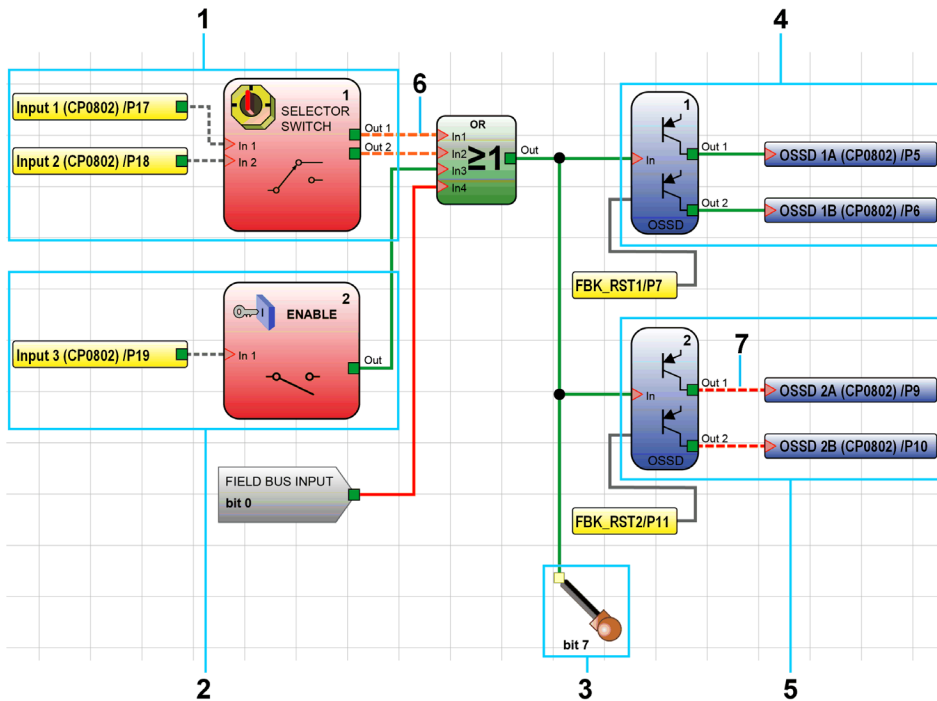 1
4
Input 1 (CP0802) /P17
Input 2 (CP0802) /P18
1
SELECTOR
SWITCH
In 1
In 2
Out 1
Out 2
6
OR
In1
In2
In3
In4
≥1
Out
1
In
Out 1
Out 2
OSSD
OSSD 1A (CP0802) /P5
OSSD 1B (CP0802) /P6
FBK_RST1/P7
Input 3 (CP0802) /P19
2
I
ENABLE
In 1
Out
2
In
Out 1
Out 2
OSSD
7
OSSD 2A (CP0802) /P9
OSSD 2B (CP0802) /P10
FIELD BUS INPUT
bit 0
FBK_RST2/P11
bit 7
2
3
5